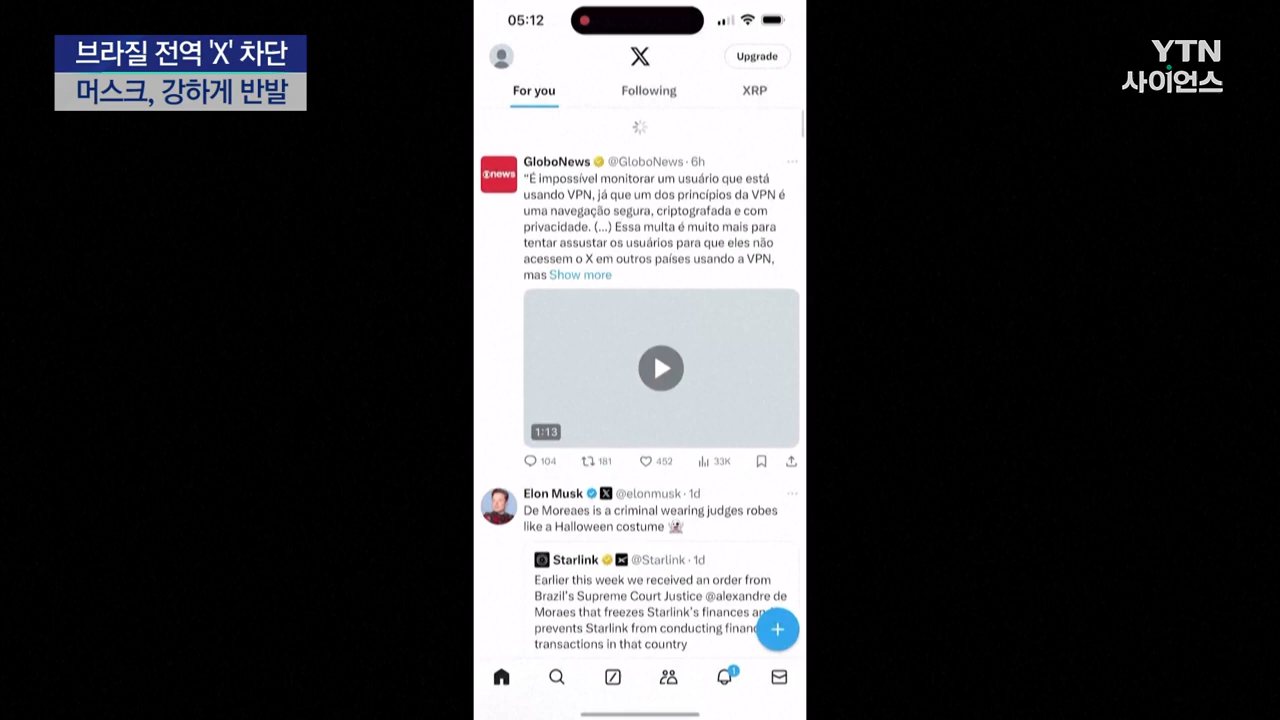 브라질 전역 'X' 차단
머스크, 강하게 반발
YTN
사이언스
05:12
Upgrade
For you
Following
XRP
news
GloboNews @GloboNews · 6h
"É impossível monitorar um usuário que está
usando VPN, já que um dos princípios da VPN é
uma navegação segura, criptografada e com
privacidade. (...) Essa multa é muito mais para
tentar assustar os usuários para que eles não
acessem o X em outros países usando a VPN,
mas Show more
1:13
104
181
452
33K
Elon Musk @elonmusk · 1d
De Moreaes is a criminal wearing judges robes
like a Halloween costume
Starlink @Starlink · 1d
Earlier this week we received an order from
Brazil's Supreme Court Justice @alexandre de
Moraes that freezes Starlink's finances
prevents Starlink from conducting
transactions in that country
1